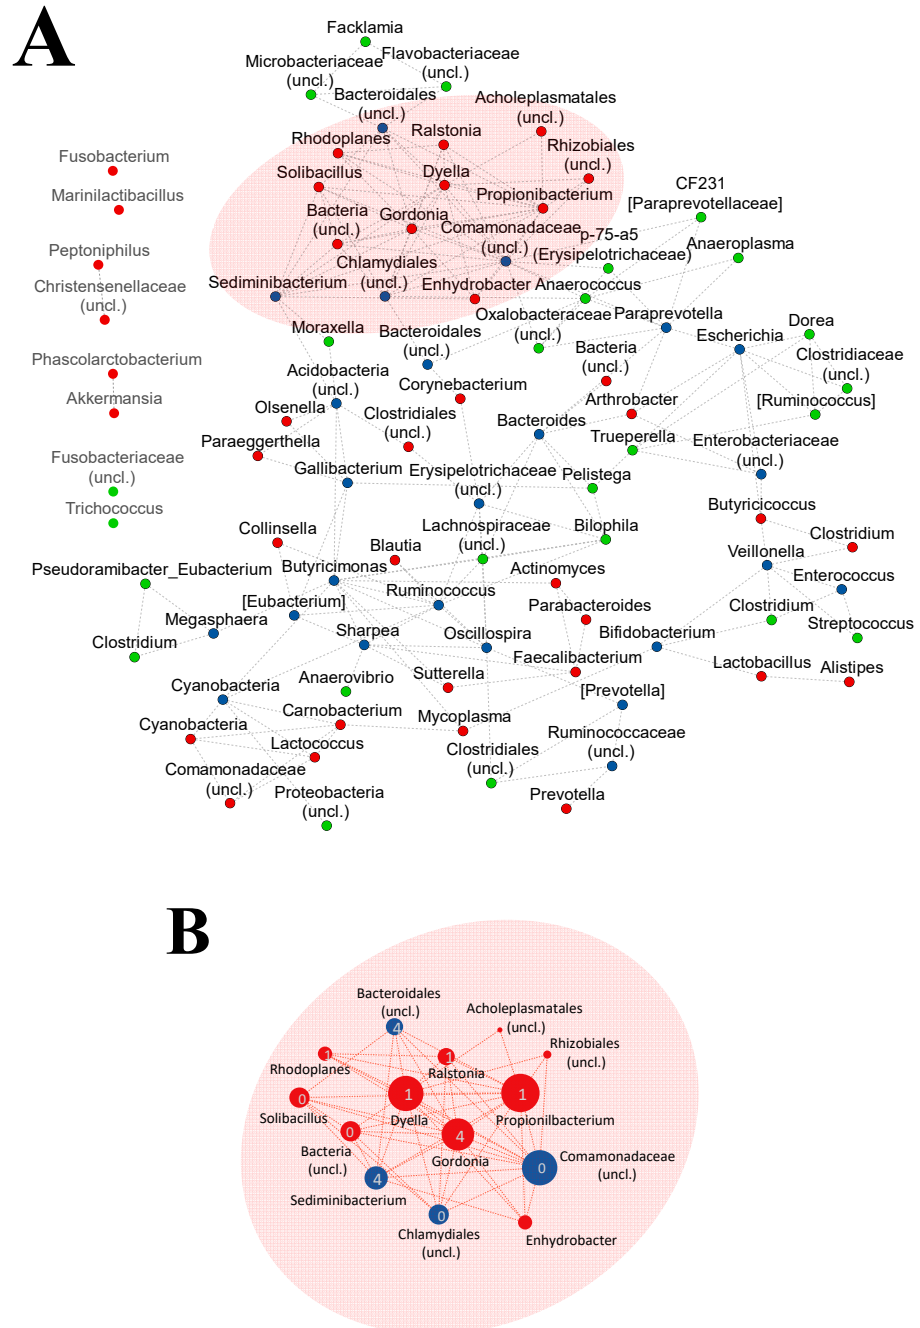 A
Facklamia
Flavobacteriaceae
(uncl.)
Microbacteriaceae
(uncl.)
Bacteroidales
(uncl.)
Acholeplasmatales
(uncl.)
Rhodoplanes
Ralstonia
Rhizobiales
(uncl.)
Fusobacterium
Solibacillus
Dyella
CF231
[Paraprevotellaceae]
Marinilactibacillus
Propionibacterium
Bacteria
(uncl.)
Gordonia
Comamonadaceae
(uncl.)
p-75-a5
(Erysipelotrichaceae)
Anaeroplasma
Peptoniphilus
Chlamydiales
(uncl.)
Christensenellaceae
(uncl.)
Sediminibacterium
Enhydrobacter
Anaerococcus
Oxalobacteraceae
(uncl.)
Paraprevotella
Moraxella
Bacteroidales
(uncl.)
Escherichia
Dorea
Bacteria
(uncl.)
Clostridiaceae
(uncl.)
Phascolarctobacterium
Acidobacteria
(uncl.)
Corynebacterium
Akkermansia
Olsenella
Clostridiales
(uncl.)
Arthrobacter
[Ruminococcus]
Bacteroides
Paraeggerthella
Trueperella
Enterobacteriaceae
(uncl.)
Fusobacteriaceae
(uncl.)
Gallibacterium
Erysipelotrichaceae
(uncl.)
Pelistega
Trichococcus
Butyricicoccus
Collinsella
Lachnospiraceae
(uncl.)
Bilophila
Clostridium
Blautia
Veillonella
Pseudoramibacter_Eubacterium
Butyricimonas
Actinomyces
Enterococcus
Ruminococcus
[Eubacterium]
Parabacteroides
Clostridium
Megasphaera
Sharpea
Oscillospira
Bifidobacterium
Streptococcus
Clostridium
Faecalibacterium
Lactobacillus
Alistipes
Anaerovibrio
Sutterella
Cyanobacteria
[Prevotella]
Carnobacterium
Mycoplasma
Cyanobacteria
Ruminococcaceae
(uncl.)
Lactococcus
Clostridiales
(uncl.)
Comamonadaceae
(uncl.)
Proteobacteria
(uncl.)
Prevotella
B
Bacteroidales
(uncl.)
4
Acholeplasmatales
(uncl.)
1
Rhodoplanes
1
Ralstonia
Rhizobiales
(uncl.)
0
Solibacillus
1
Dyella
1
Propionilbacterium
0
Bacteria
(uncl.)
4
Gordonia
0
Comamonadaceae
(uncl.)
4
Sediminibacterium
0
Chlamydiales
(uncl.)
Enhydrobacter